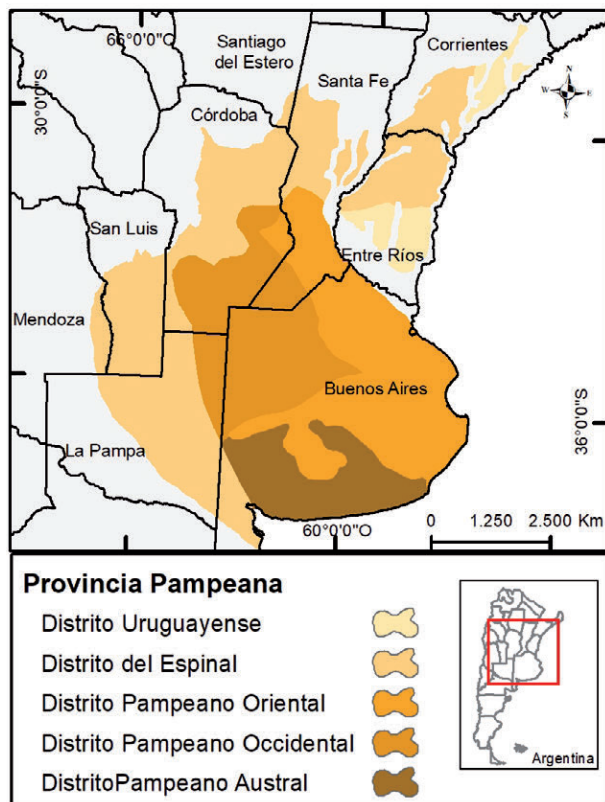 66°0'0"O
Santiago
del Estero
Corrientes
Santa Fe
30°0'0"S
N
W E
S
Córdoba
San Luis
Entre Ríos
Mendoza
Buenos Aires
La Pampa
36°0'0"S
60°0'0"O
0 1.250 2.500 Km
Provincia Pampeana
Distrito Uruguayense
Distrito del Espinal
Distrito Pampeano Oriental
Distrito Pampeano Occidental
DistritoPampeano Austral
Argentina